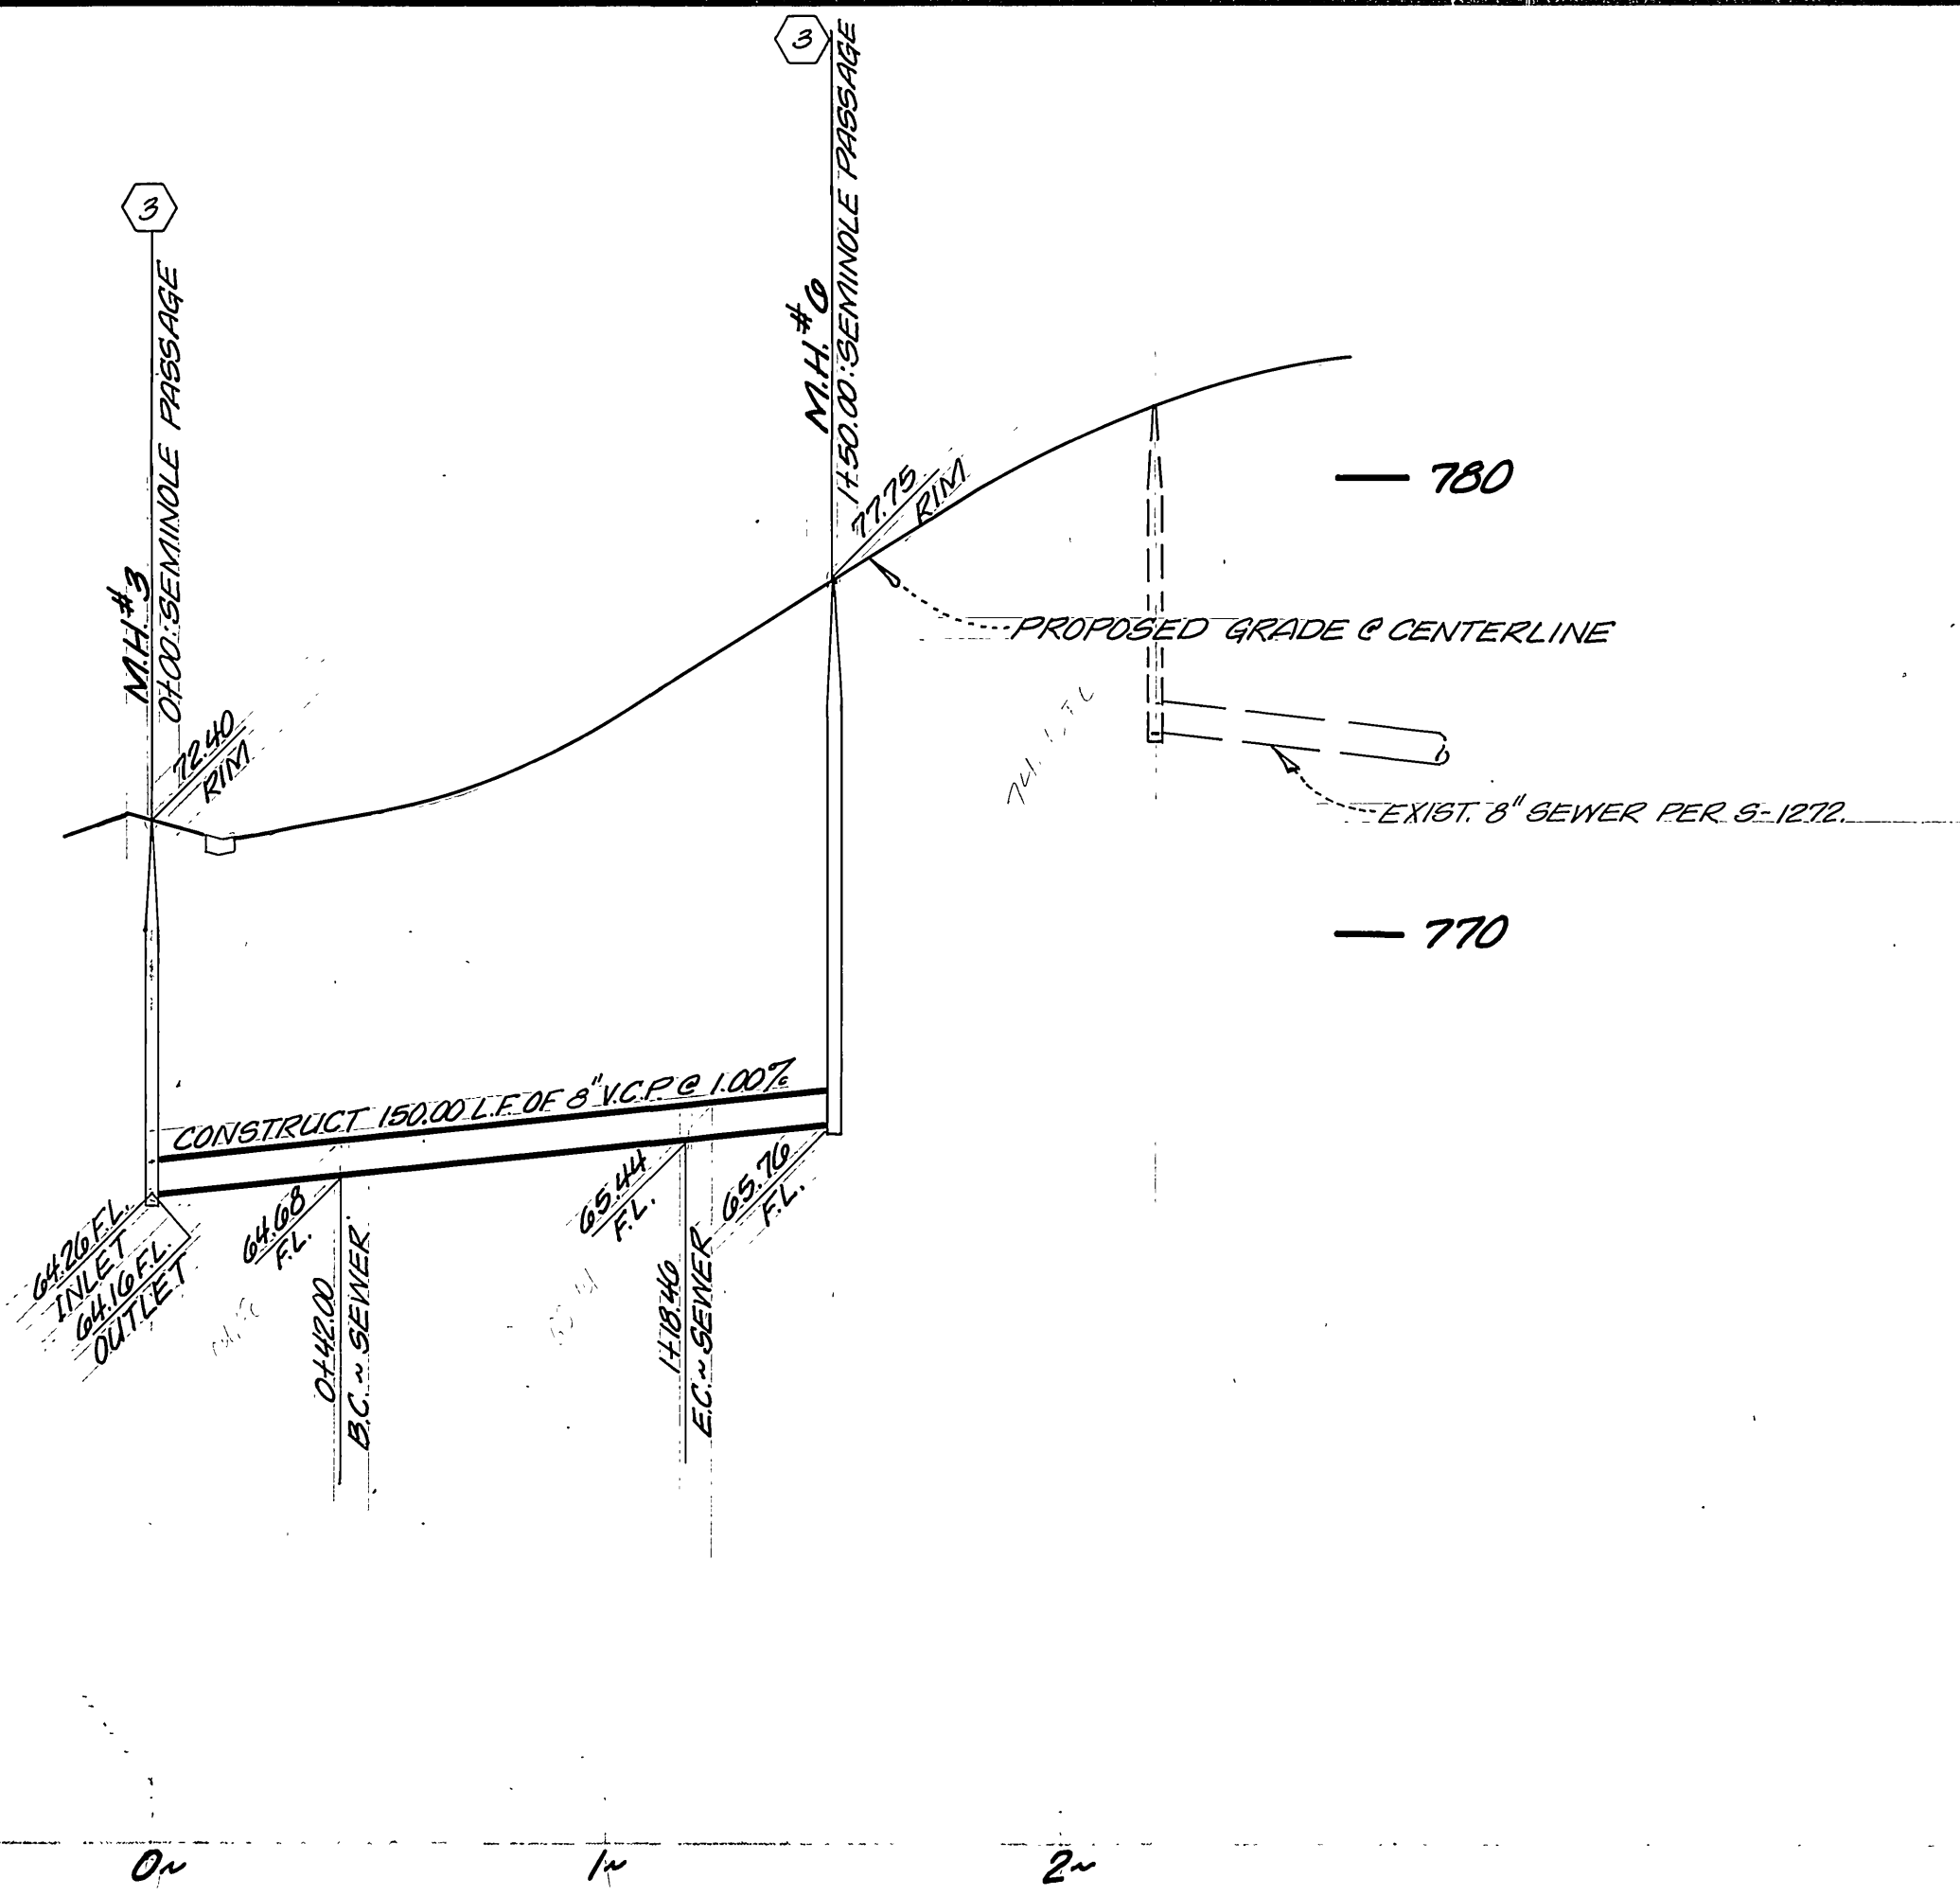 3
M.H. #3
0+00: SEMINOLE PASSAGE
72.40
RIM
3
M.H. #6
1+50.00: SEMINOLE PASSAGE
77.75
RIM
780
PROPOSED GRADE @ CENTERLINE
EXIST. 8" SEWER PER S-1272.
770
CONSTRUCT 150.00 L.F. OF 8" V.C.P. @ 1.00%
64.26 F.L.
INLET
64.16 F.L.
OUTLET
64.68
F.L.
0+42.00
B.C. ~ SEWER
65.44
F.L.
1+18.46
E.C. ~ SEWER
65.76
F.L.
0~
1~
2~